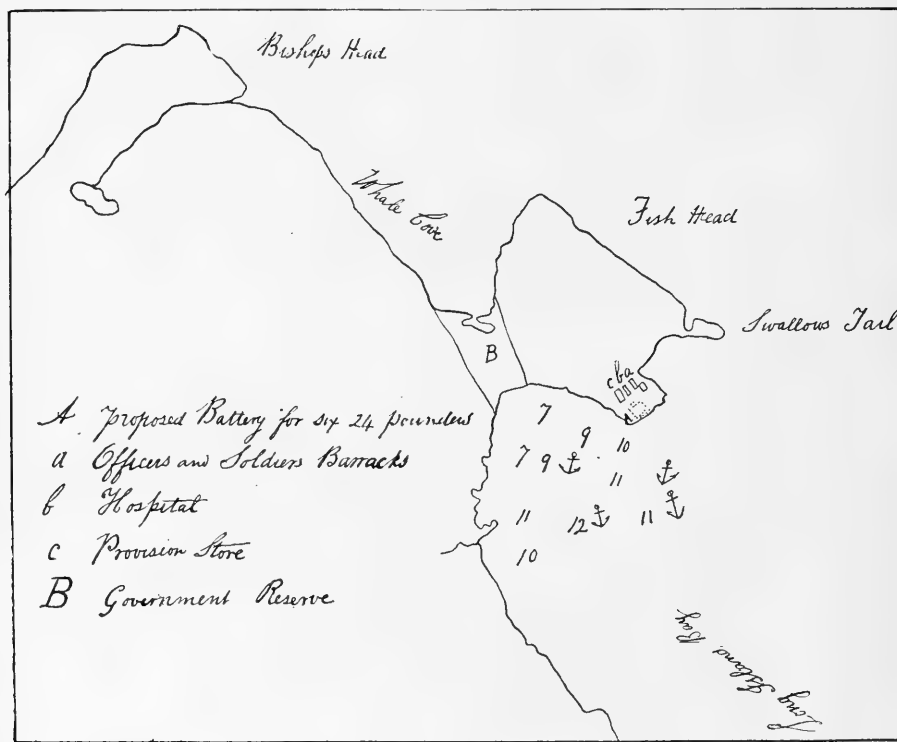 Bishops Head
Whale Cove
Fish Head
Swallows Tail
B
c b a
A Proposed Battery for six 24 pounders
a Officers and Soldiers Barracks
b Hospital
c Provision Store
B Government Reserve
7
9
10
7 9
11
11
12
11
10
Long Island Bay